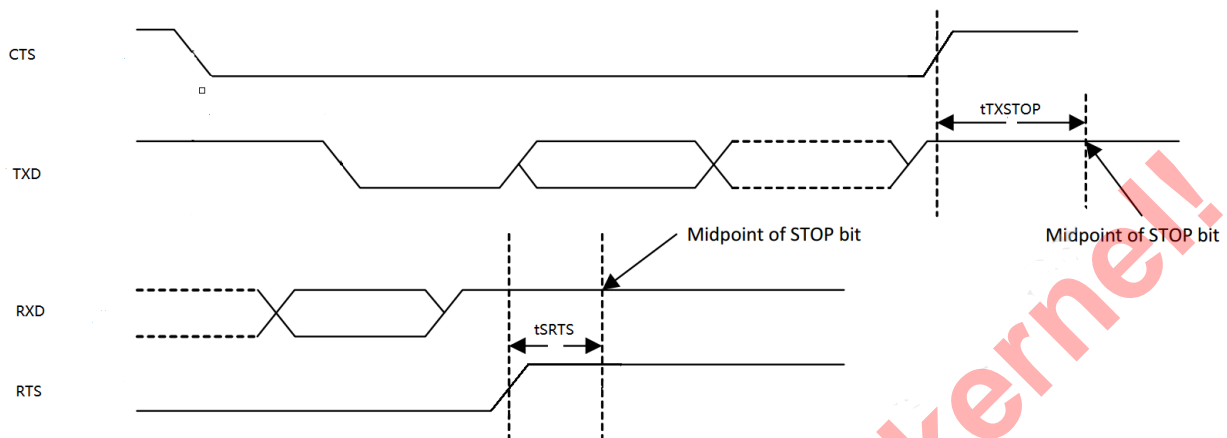 CTS
tTXSTOP
TXD
Midpoint of STOP bit
Midpoint of STOP bit
RXD
tSRTS
RTS
kernel!